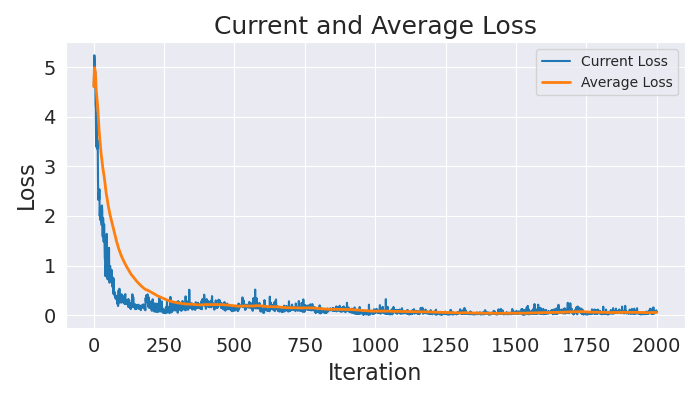 Current and Average Loss
Current Loss
Average Loss
Loss
5
4
3
2
1
0
0 250 500 750 1000 1250 1500 1750 2000
Iteration